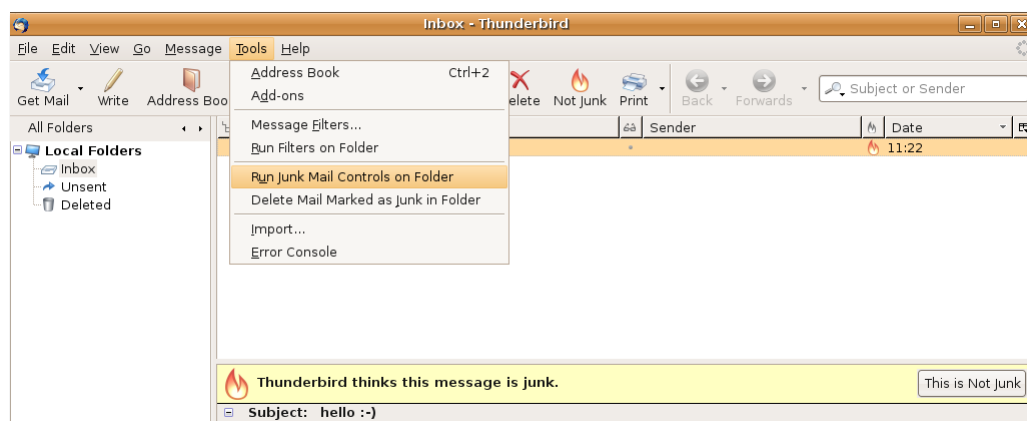 Inbox - Thunderbird
File Edit View Go Message Tools Help
Get Mail Write Address Boo elete Not Junk Print Back Forwards Subject or Sender
Address Book Ctrl+2
Add-ons
Message Filters...
Run Filters on Folder
Run Junk Mail Controls on Folder
Delete Mail Marked as Junk in Folder
Import...
Error Console
All Folders Sender Date
Local Folders 11:22
Inbox
Unsent
Deleted
Thunderbird thinks this message is junk. This is Not Junk
Subject: hello :-)